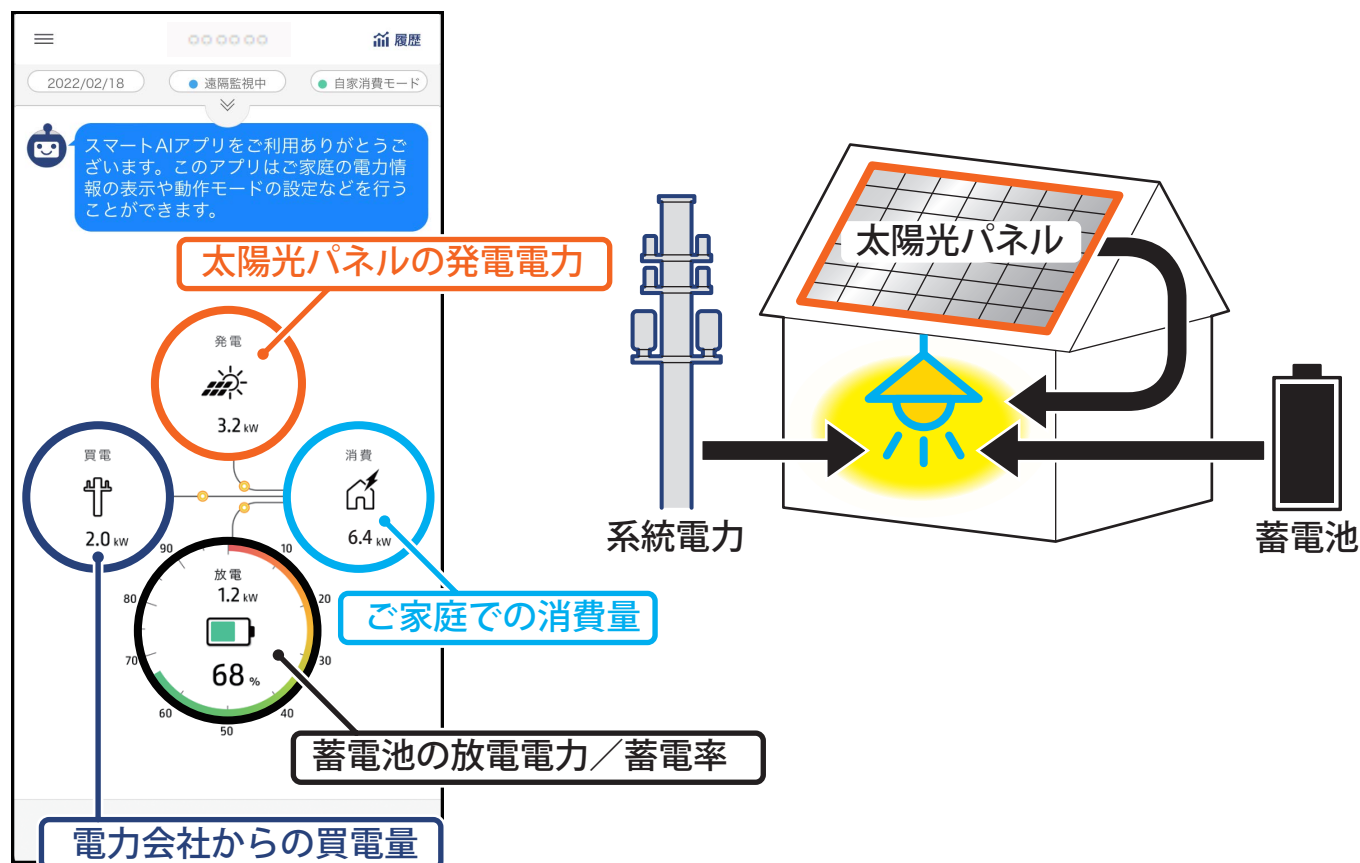 履歴
2022/02/18
遠隔監視中
自家消費モード
スマートAIアプリをご利用ありがとうご
ざいます。このアプリはご家庭の電力情
報の表示や動作モードの設定などを行う
ことができます。
太陽光パネルの発電電力
発電
3.2 kW
買電
2.0 kW
消費
6.4 kW
放電
1.2 kW
68 %
10
20
30
40
50
60
70
80
90
ご家庭での消費量
蓄電池の放電電力／蓄電率
電力会社からの買電量
太陽光パネル
系統電力
蓄電池